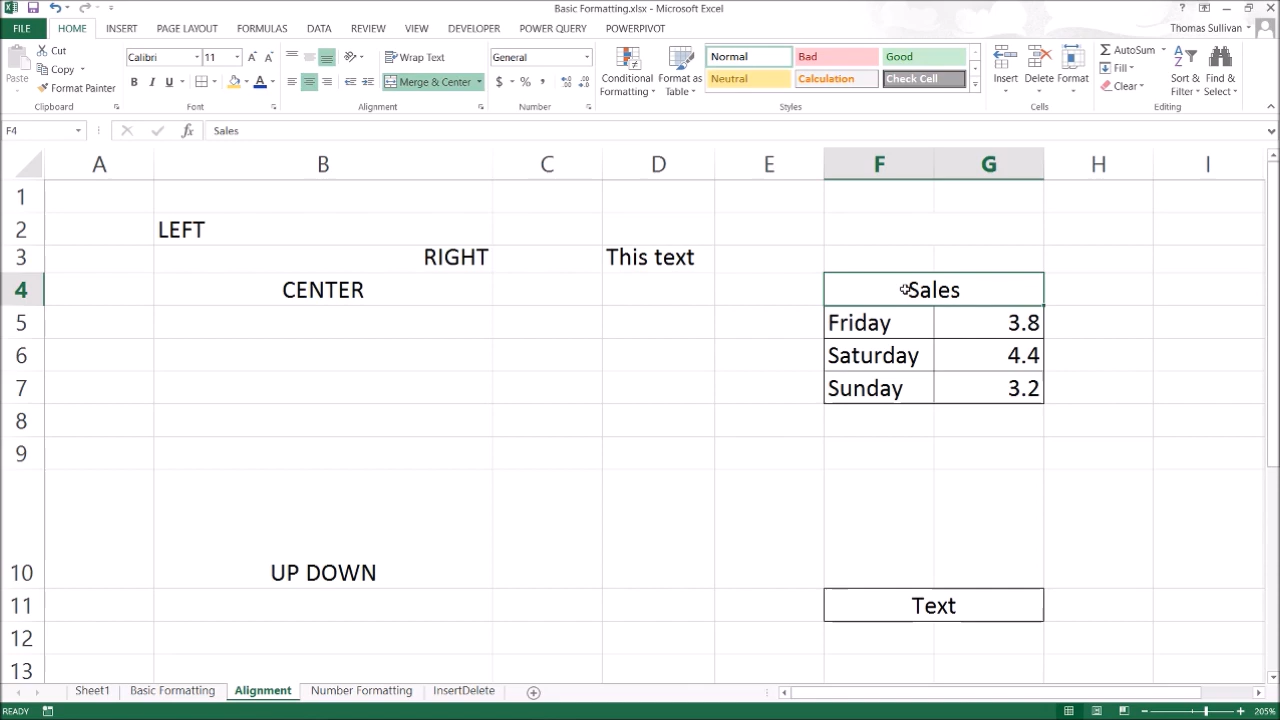 Basic Formatting.xlsx - Microsoft Excel
Thomas Sullivan
FILE HOME INSERT PAGE LAYOUT FORMULAS DATA REVIEW VIEW DEVELOPER POWER QUERY POWERPIVOT
Paste
Cut
Copy
Format Painter
Clipboard
Calibri 11
B I U A
Font
Wrap Text
Merge & Center
Alignment
General
$ % ,
Number
Conditional Formatting
Format as Table
Normal Bad Good
Neutral Calculation Check Cell
Styles
Insert Delete Format
Cells
AutoSum
Fill
Clear
Sort & Filter
Find & Select
Editing
F4 fx Sales
A B C D E F G H I
1
2 LEFT
3 RIGHT This text
4 CENTER Sales
5 Friday 3.8
6 Saturday 4.4
7 Sunday 3.2
8
9
10 UP DOWN
11 Text
12
13
Sheet1 Basic Formatting Alignment Number Formatting InsertDelete
READY 205%